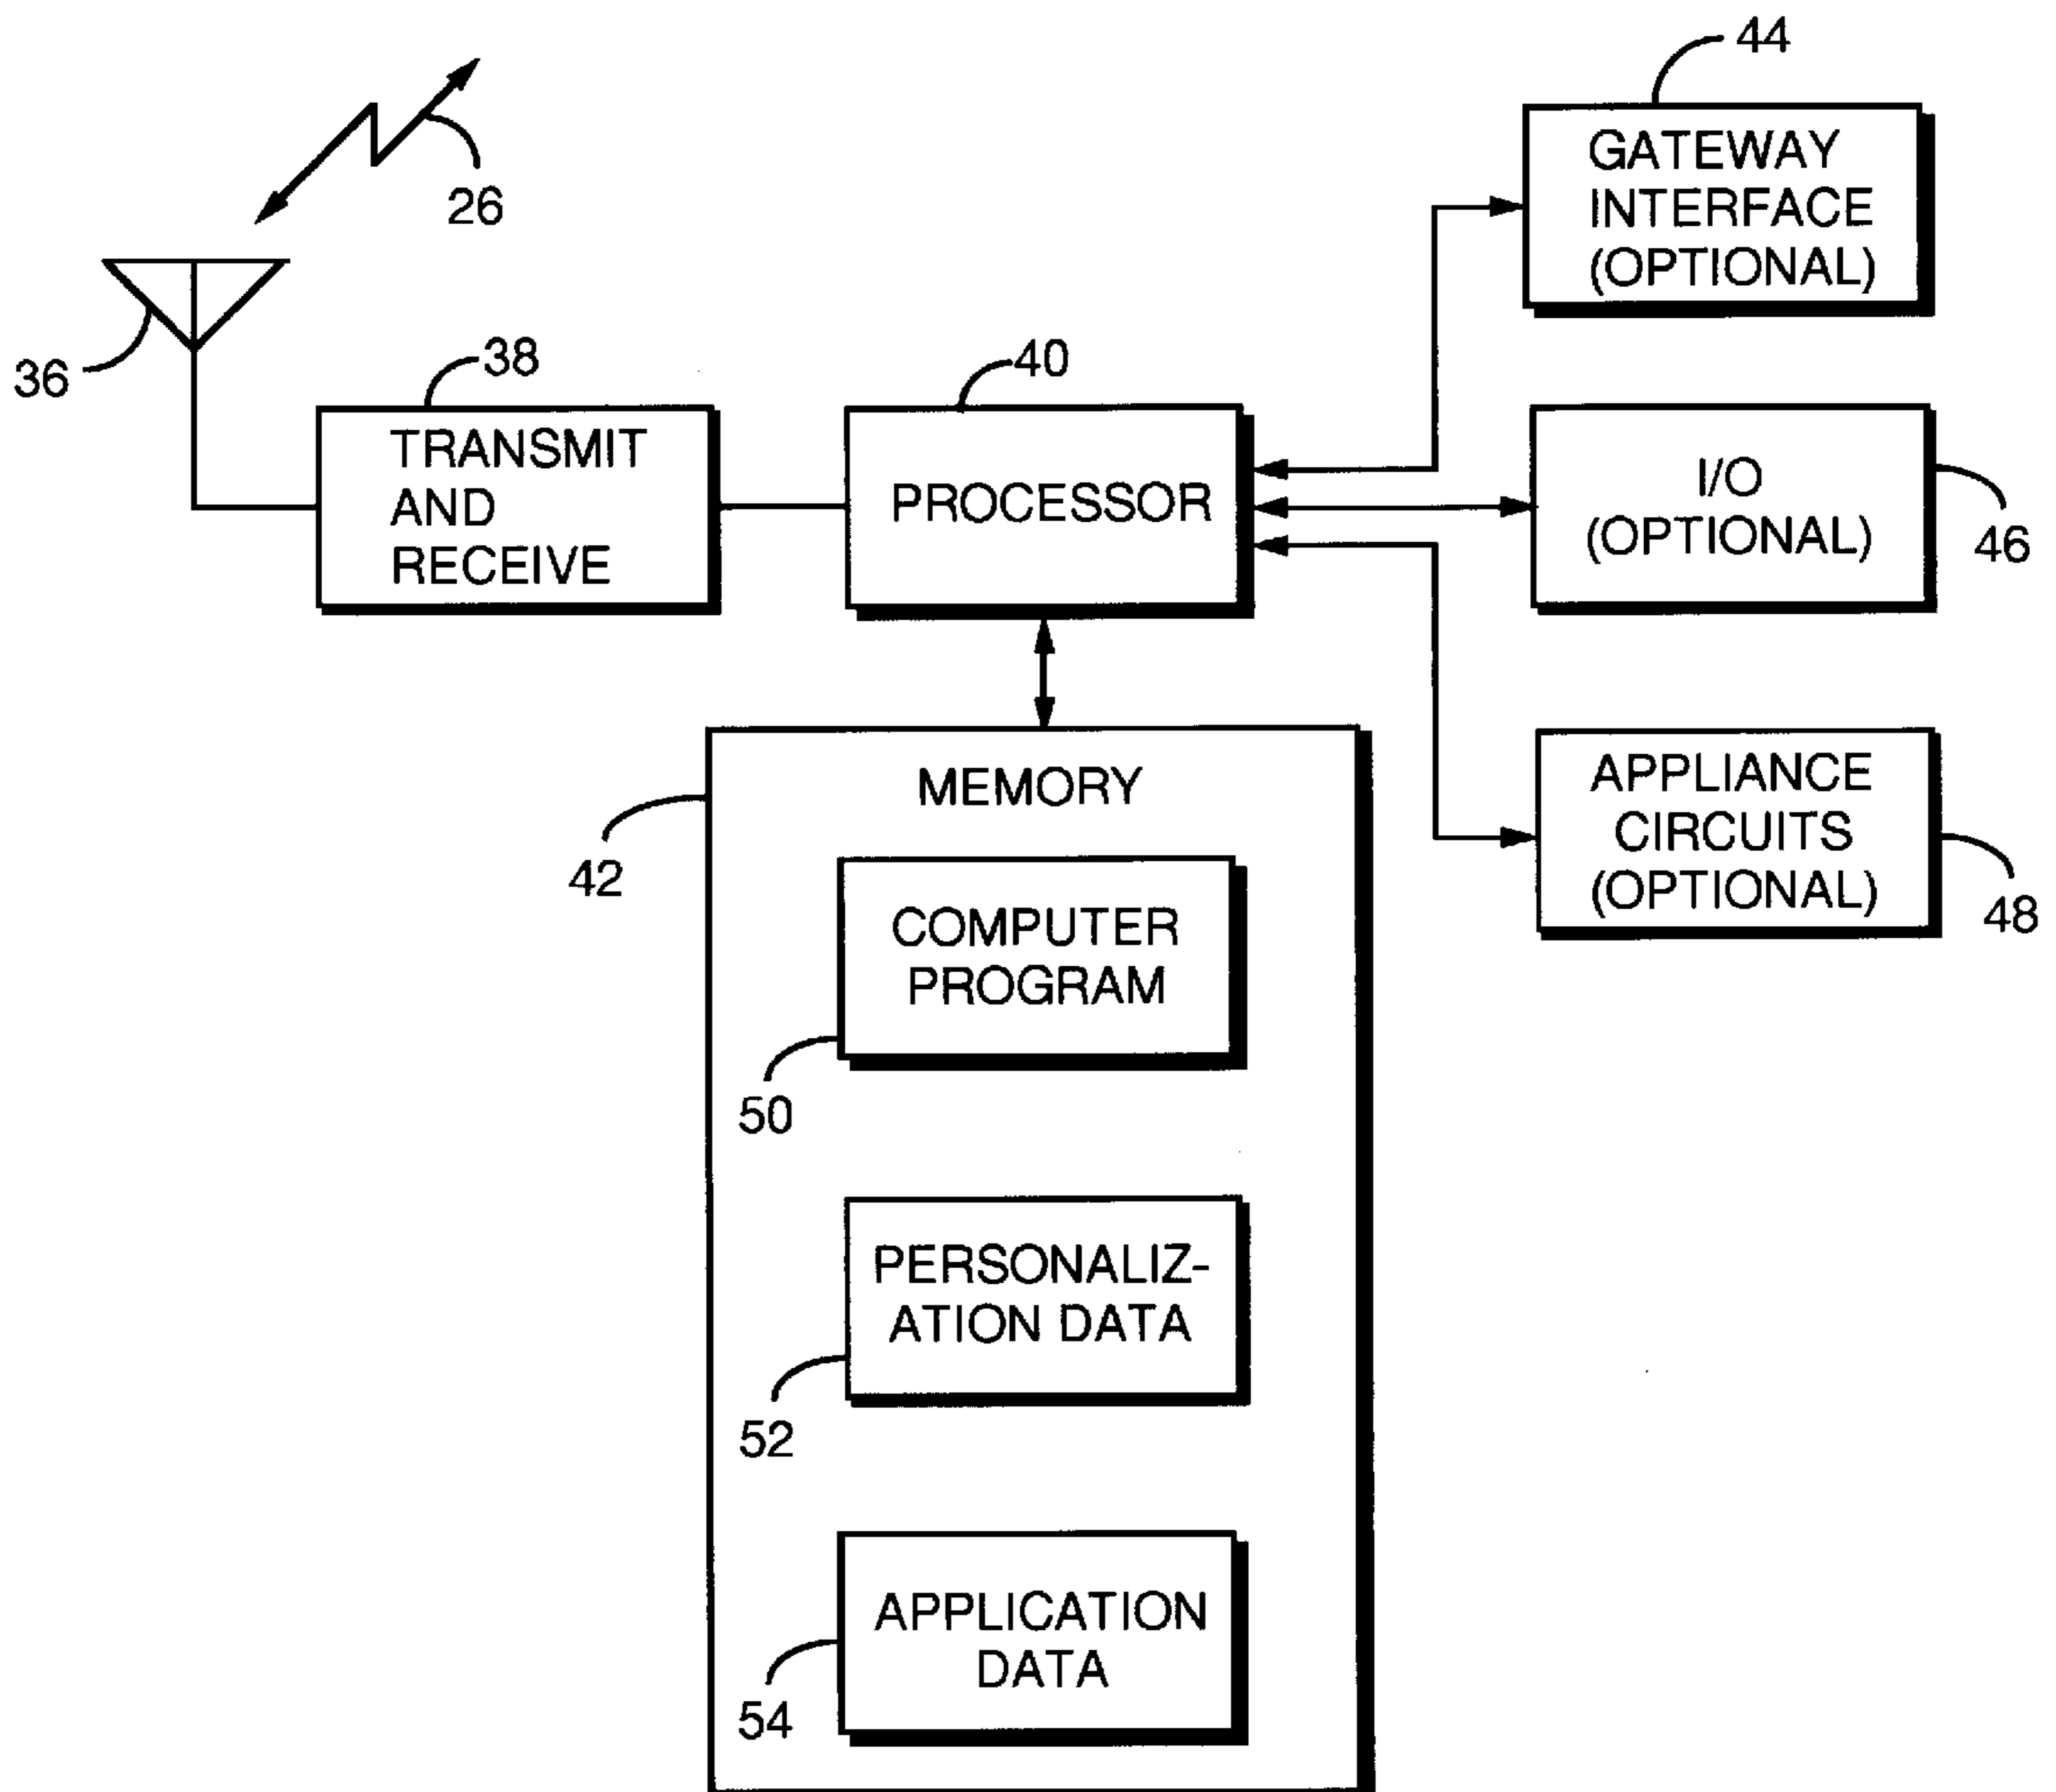 44
GATEWAY
INTERFACE
(OPTIONAL)
26
36
38
TRANSMIT
AND
RECEIVE
40
PROCESSOR
I/O
(OPTIONAL)
46
MEMORY
42
APPLIANCE
CIRCUITS
(OPTIONAL)
48
COMPUTER
PROGRAM
50
PERSONALIZ-
ATION DATA
52
APPLICATION
DATA
54